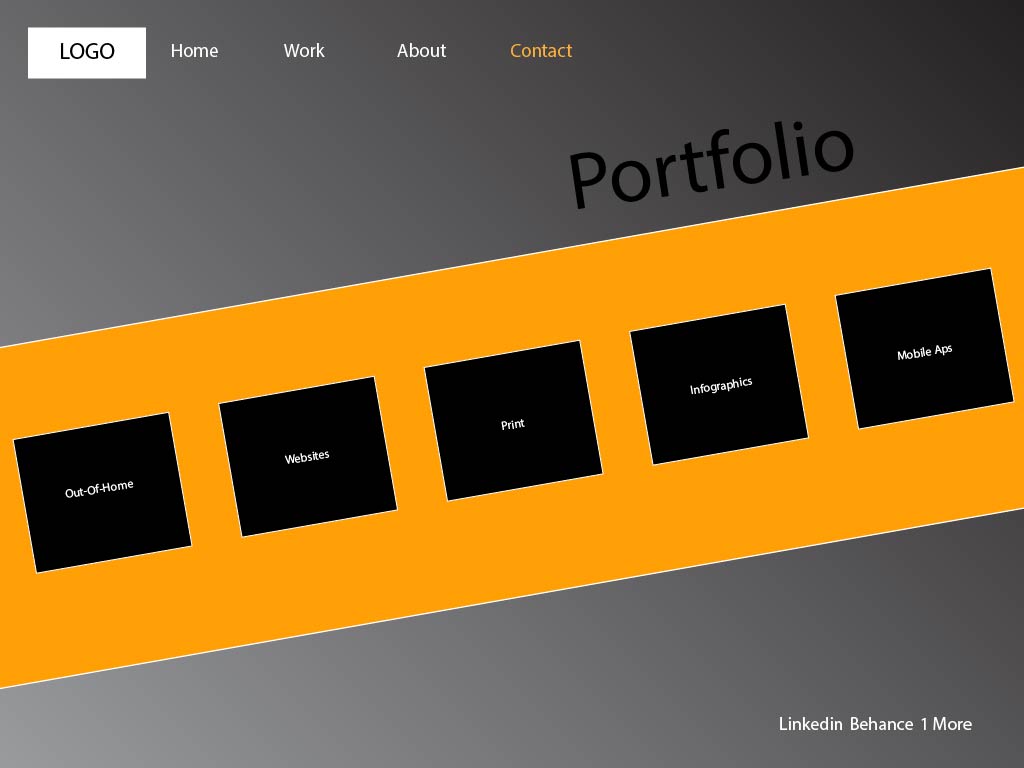 LOGO Home Work About Contact
Portfolio
Out-Of-Home
Websites
Print
Infographics
Mobile Aps
Linkedin Behance 1 More